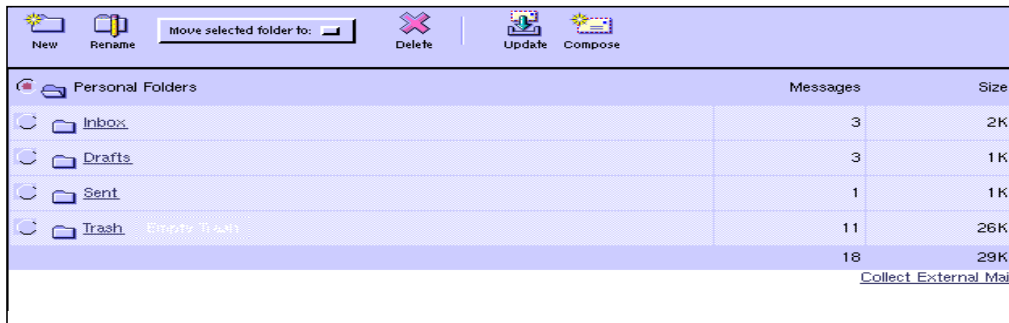 New Rename Move selected folder to: Delete Update Compose
Personal Folders Messages Size
Inbox 3 2K
Drafts 3 1K
Sent 1 1K
Trash Empty Trash 11 26K
18 29K
Collect External Mai